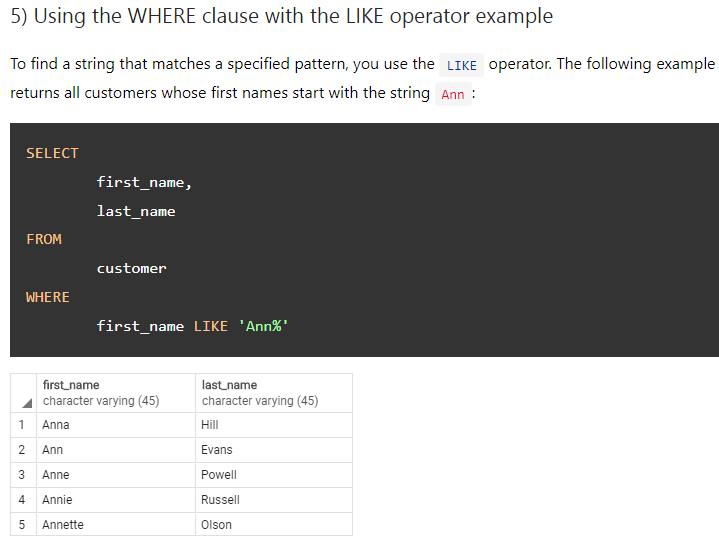 5) Using the WHERE clause with the LIKE operator example
To find a string that matches a specified pattern, you use the LIKE operator. The following example
returns all customers whose first names start with the string Ann :
SELECT
first_name,
last_name
FROM
customer
WHERE
first_name LIKE 'Ann%'
first_name last_name
character varying (45) character varying (45)
1 Anna Hill
2 Ann Evans
3 Anne Powell
4 Annie Russell
5 Annette Olson